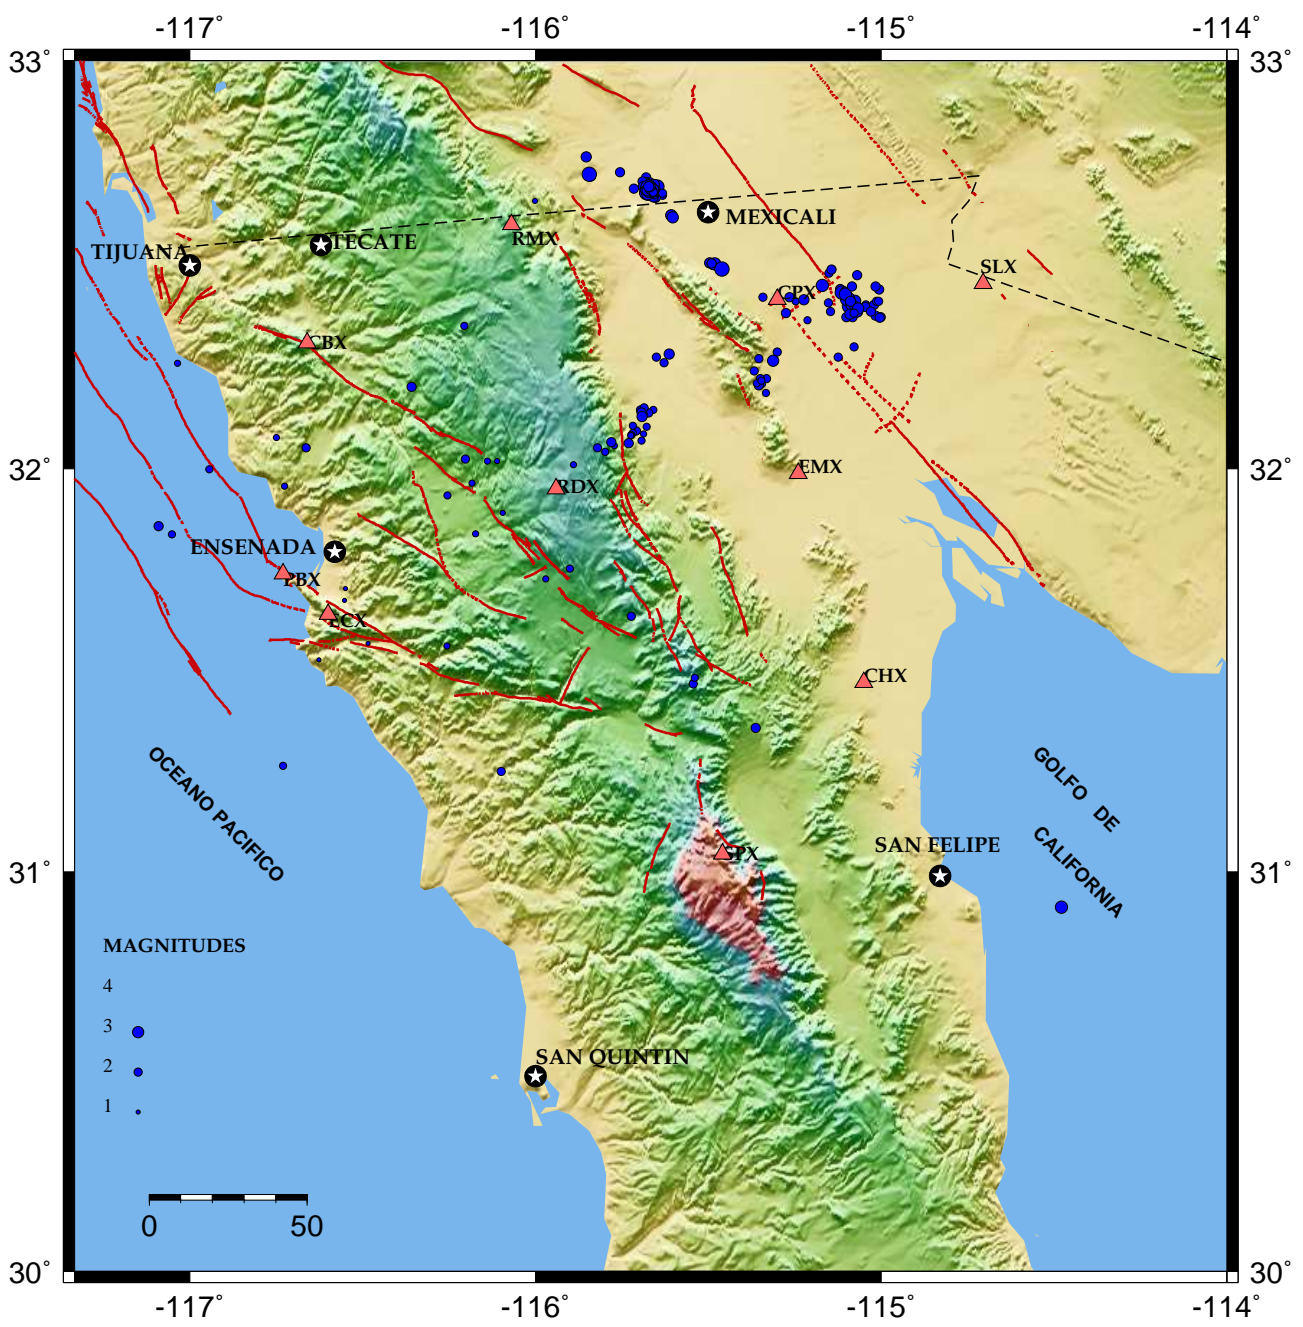 -117° -116° -115° -114°
33° 33°
MEXICALI
TIJUANA
TECATE
RMX
SLX
CPX
CBX
32° 32°
EMX
RDX
ENSENADA
PBX
ECX
CHX
OCEANO PACIFICO
GOLFO DE
CALIFORNIA
SAN FELIPE
SPX
31° 31°
MAGNITUDES
4
3
2
1
SAN QUINTIN
0 50
30° 30°
-117° -116° -115° -114°